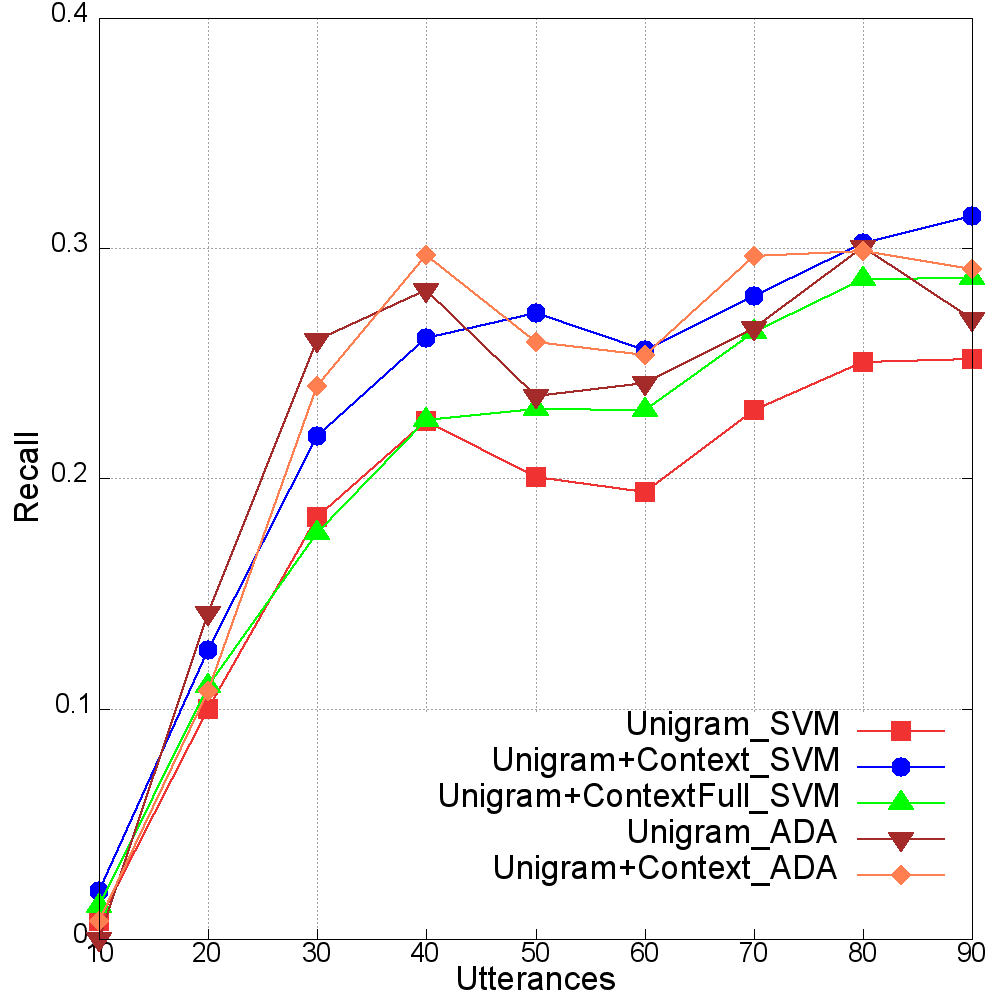 0.4
0.3
0.2
0.1
0
Recall
Unigram_SVM
Unigram+Context_SVM
Unigram+ContextFull_SVM
Unigram_ADA
Unigram+Context_ADA
10 20 30 40 50 60 70 80 90
Utterances